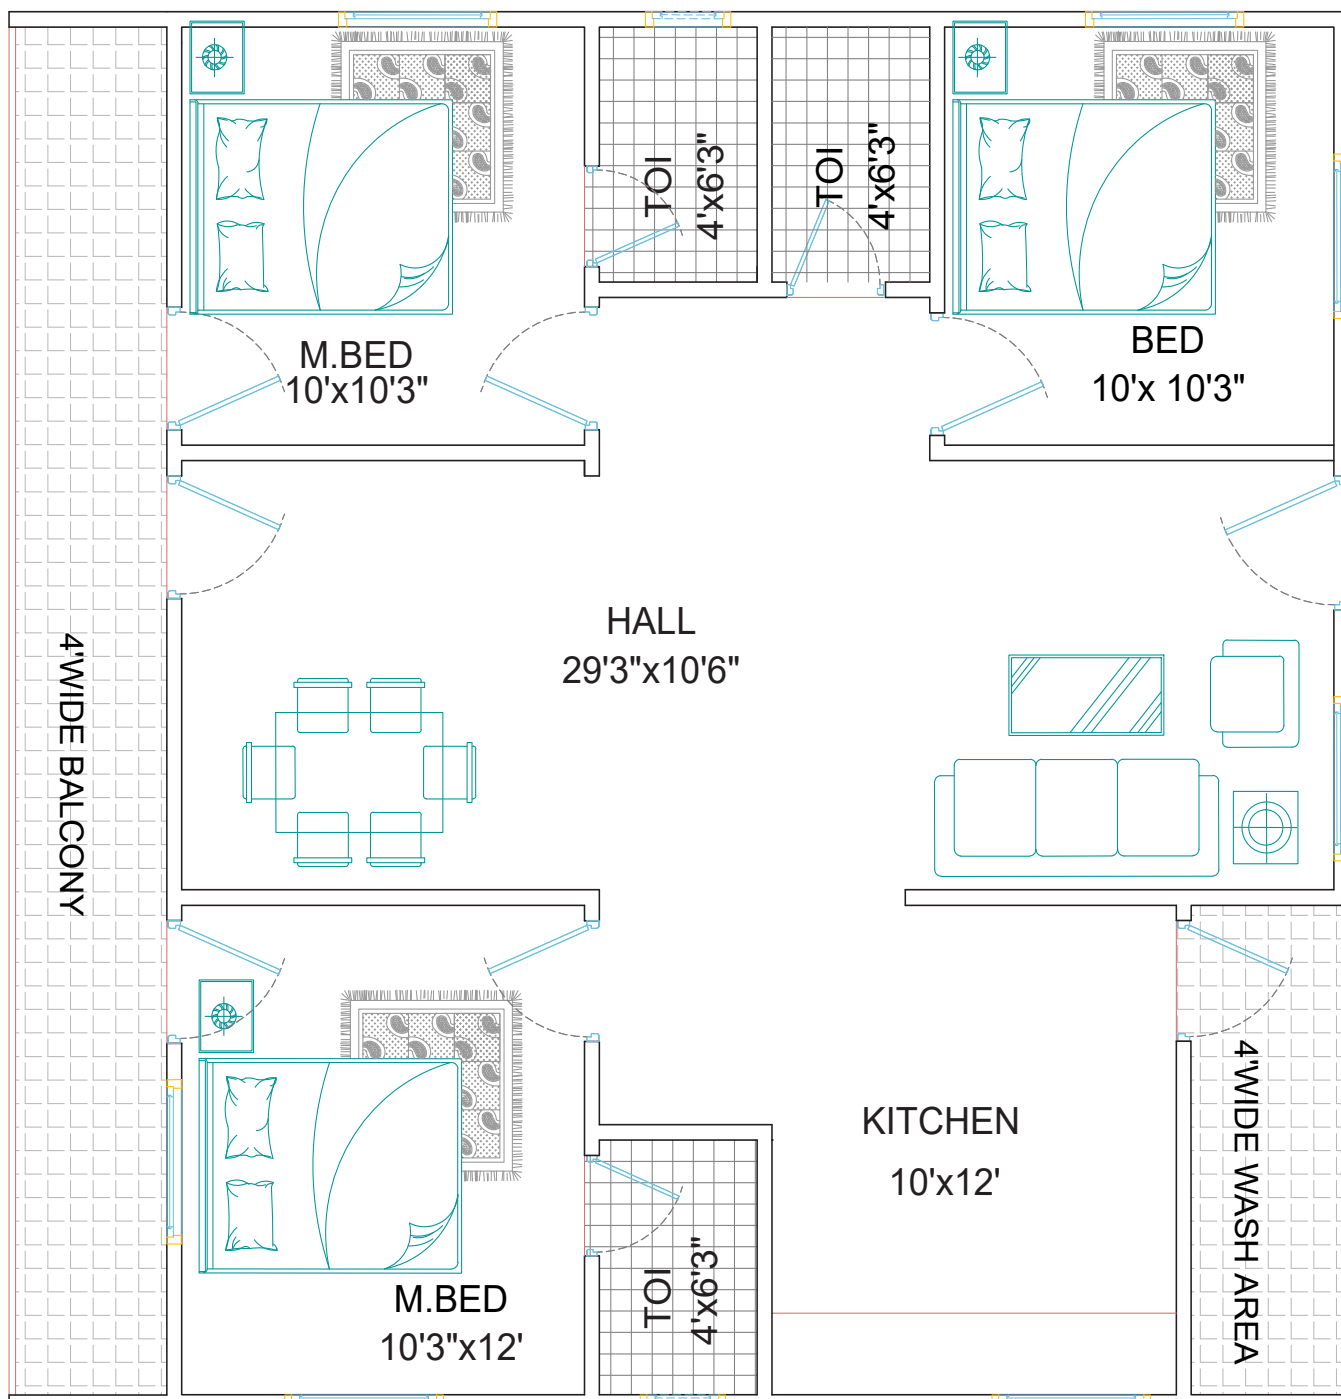 TOI
4'x6'3"
TOI
4'x6'3"
M.BED
10'x10'3"
BED
10'x 10'3"
HALL
29'3"x10'6"
4'WIDE BALCONY
KITCHEN
10'x12'
4'WIDE WASH AREA
M.BED
10'3"x12'
TOI
4'x6'3"